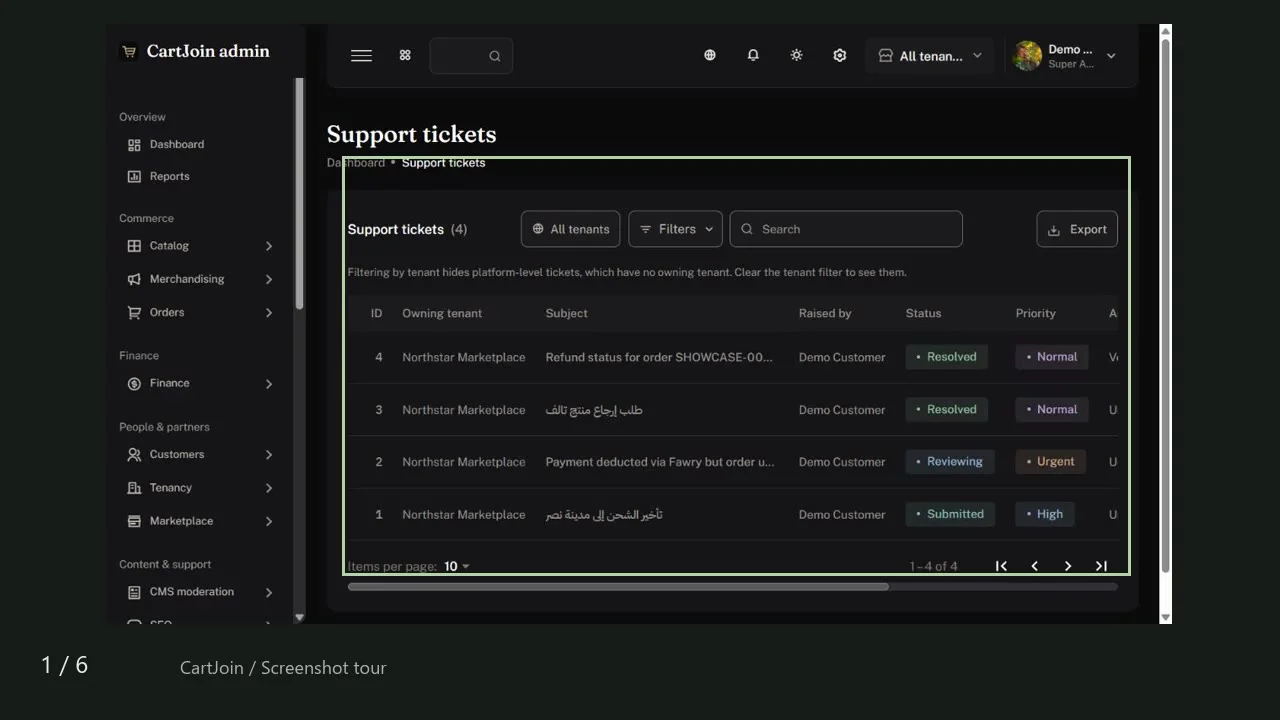 CartJoin admin
Overview
Dashboard
Reports
Commerce
Catalog
Merchandising
Orders
Finance
Finance
People & partners
Customers
Tenancy
Marketplace
Content & support
CMS moderation
SEO
All tenan...
Demo ...
Super A...
Support tickets
Dashboard • Support tickets
Support tickets (4)
All tenants
Filters
Search
Export
Filtering by tenant hides platform-level tickets, which have no owning tenant. Clear the tenant filter to see them.
ID Owning tenant Subject Raised by Status Priority
4 Northstar Marketplace Refund status for order SHOWCASE-00... Demo Customer • Resolved • Normal
3 Northstar Marketplace طلب إرجاع منتج تالف Demo Customer • Resolved • Normal
2 Northstar Marketplace Payment deducted via Fawry but order u... Demo Customer • Reviewing • Urgent
1 Northstar Marketplace تأخير الشحن إلى مدينة نصر Demo Customer • Submitted • High
Items per page: 10 1–4 of 4
1 / 6 CartJoin / Screenshot tour